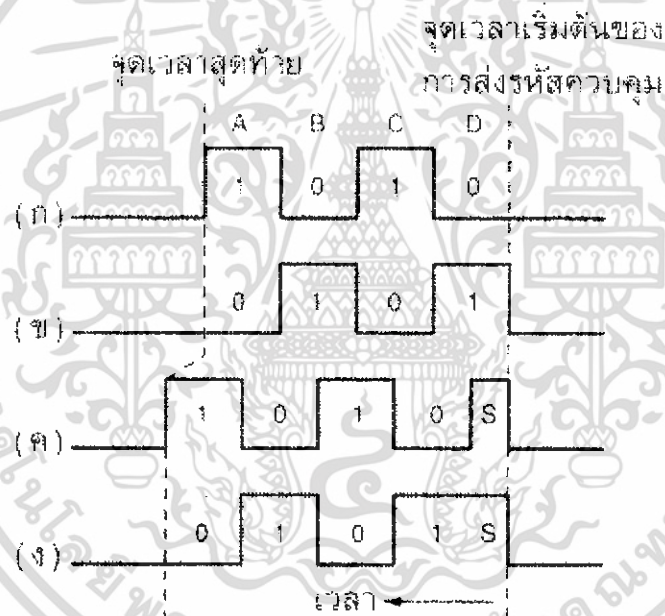 จุดเวลาเริ่มต้นของ
จุดเวลาสุดท้าย การส่งรหัสควบคุม
A B C D
(ก) 1 0 1 0
(ข) 0 1 0 1
(ค) 1 0 1 0 S
(ง) 0 1 0 1 S
เวลา